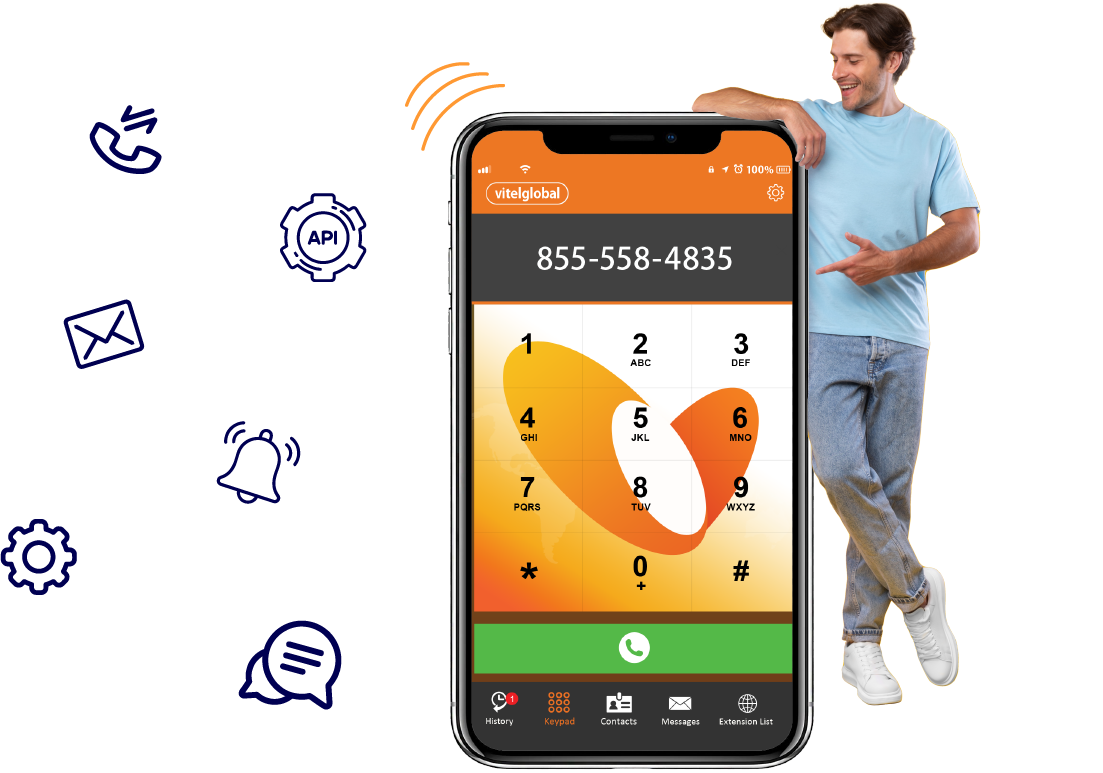 API
100%
vitelglobal
855-558-4835
1
2
ABC
3
DEF
4
GHI
5
JKL
6
MNO
7
PQRS
8
TUV
9
WXYZ
*
0
+
#
1
History
Keypad
Contacts
Messages
Extension List